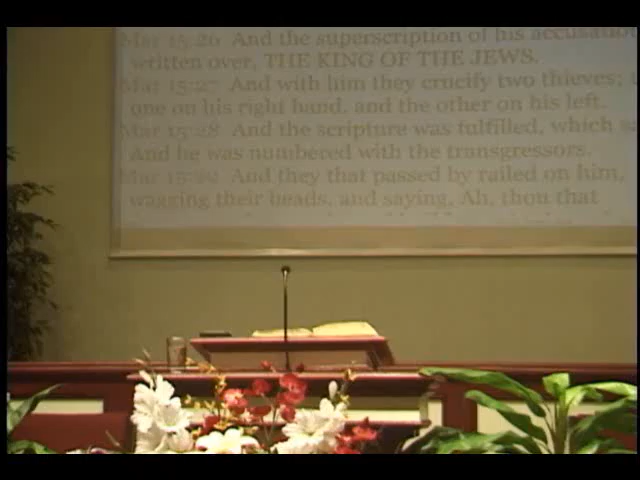 Mar 15:26 And the superscription of his accusation
written over, THE KING OF THE JEWS.
Mar 15:27 And with him they crucify two thieves;
one on his right hand, and the other on his left.
Mar 15:28 And the scripture was fulfilled, which
And he was numbered with the transgressors.
Mar 15:29 And they that passed by railed on him,
wagging their heads, and saying, Ah, thou that